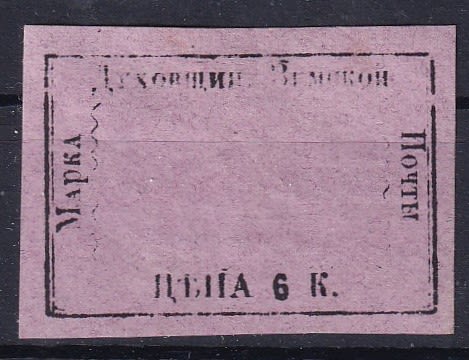 Духовщин. Земской
Марка
Почты
ЦѢНА 6 К.